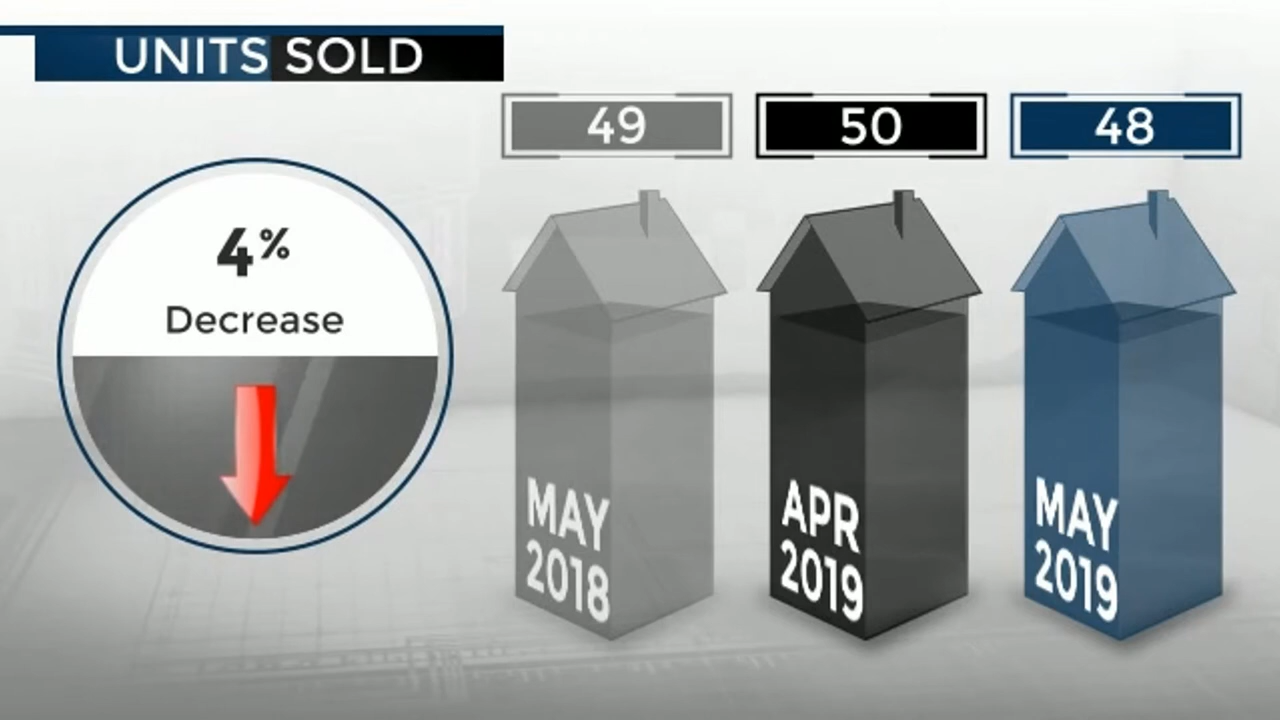 UNITS SOLD
49
50
48
4%
Decrease
MAY
2018
APR
2019
MAY
2019